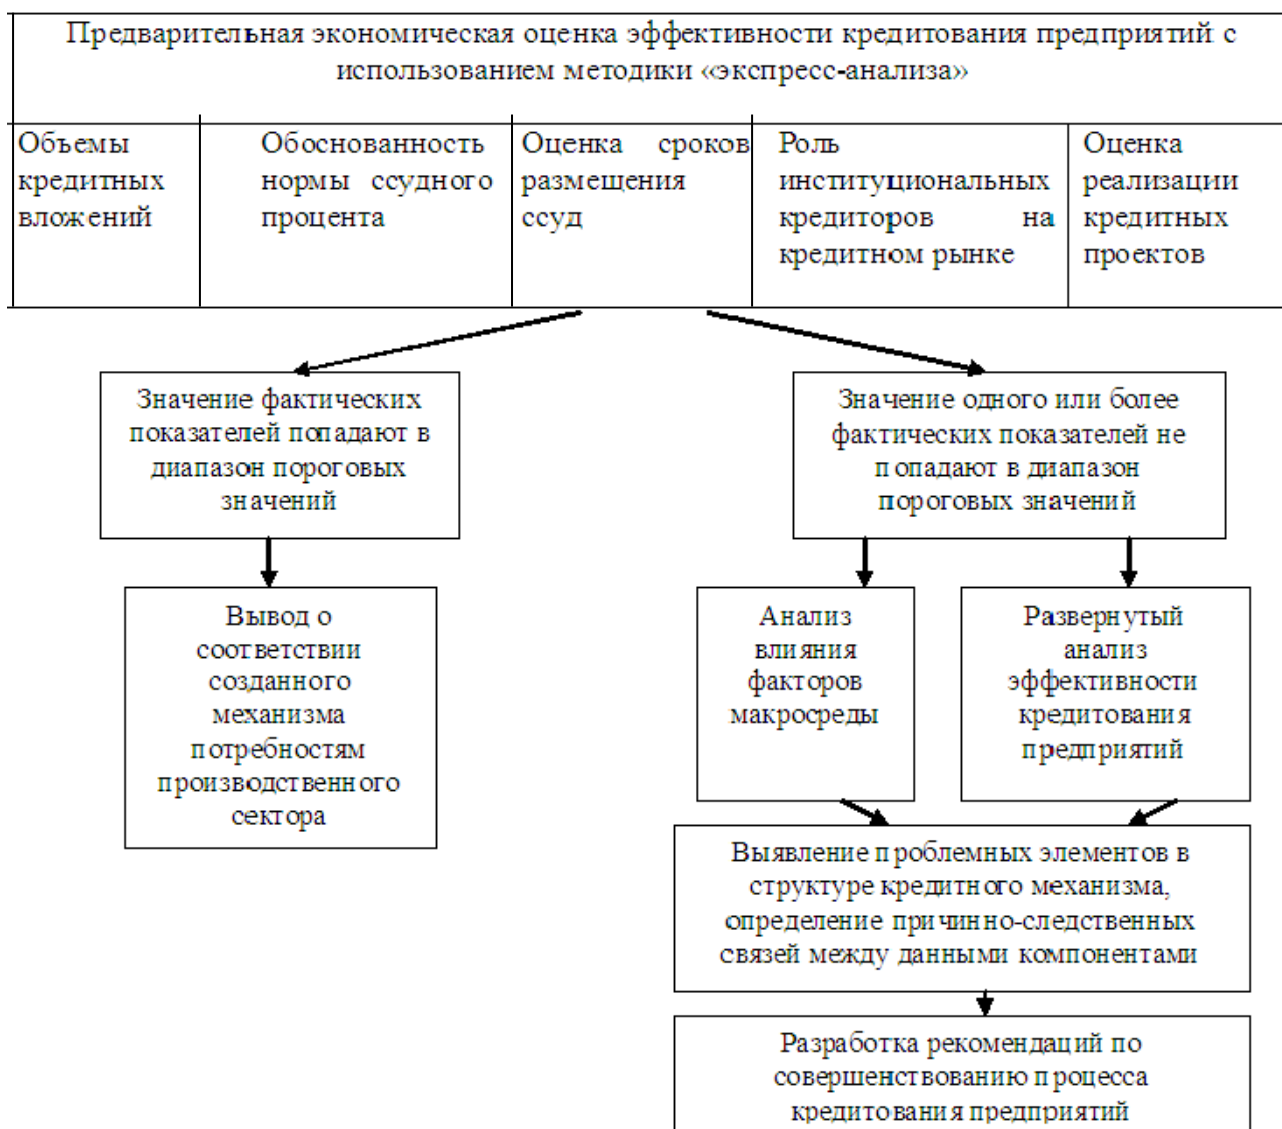 Предварительная экономическая оценка эффективности кредитования предприятий с
использованием методики «экспресс-анализа»
Объемы
кредитных
вложений
Обоснованность
нормы ссудного
процента
Оценка сроков
размещения
ссуд
Роль
институциональных
кредиторов на
кредитном рынке
Оценка
реализации
кредитных
проектов
Значение фактических
показателей попадают в
диапазон пороговых
значений
Значение одного или более
фактических показателей не
попадают в диапазон
пороговых значений
Вывод о
соответствии
созданного
механизма
потребностям
производственного
сектора
Анализ
влияния
факторов
макросреды
Развернутый
анализ
эффективности
кредитования
предприятий
Выявление проблемных элементов в
структуре кредитного механизма,
определение причинно-следственных
связей между данными компонентами
Разработка рекомендаций по
совершенствованию процесса
кредитования предприятий